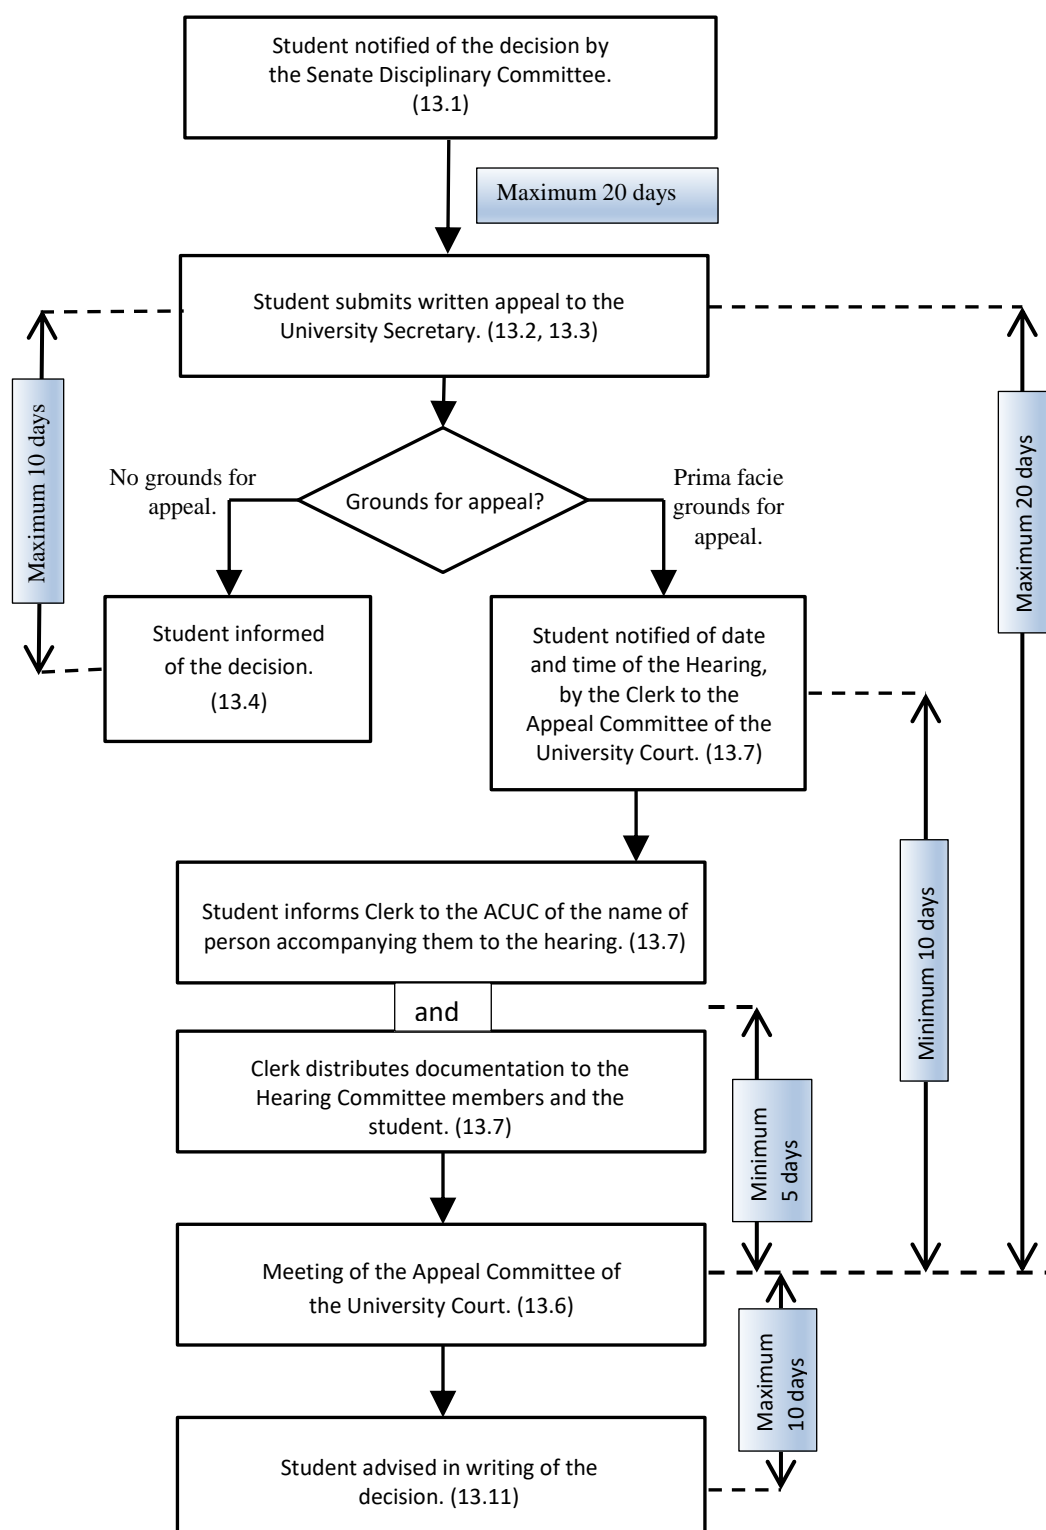 Student notified of the decision by
the Senate Disciplinary Committee.
(13.1)
Maximum 20 days
Student submits written appeal to the
University Secretary. (13.2, 13.3)
Maximum 10 days
No grounds for
appeal.
Grounds for appeal?
Prima facie
grounds for
appeal.
Maximum 20 days
Student informed
of the decision.
(13.4)
Student notified of date
and time of the Hearing,
by the Clerk to the
Appeal Committee of the
University Court. (13.7)
Minimum 10 days
Student informs Clerk to the ACUC of the name of
person accompanying them to the hearing. (13.7)
and
Clerk distributes documentation to the
Hearing Committee members and the
student. (13.7)
Minimum
5 days
Meeting of the Appeal Committee of
the University Court. (13.6)
Maximum
10 days
Student advised in writing of the
decision. (13.11)